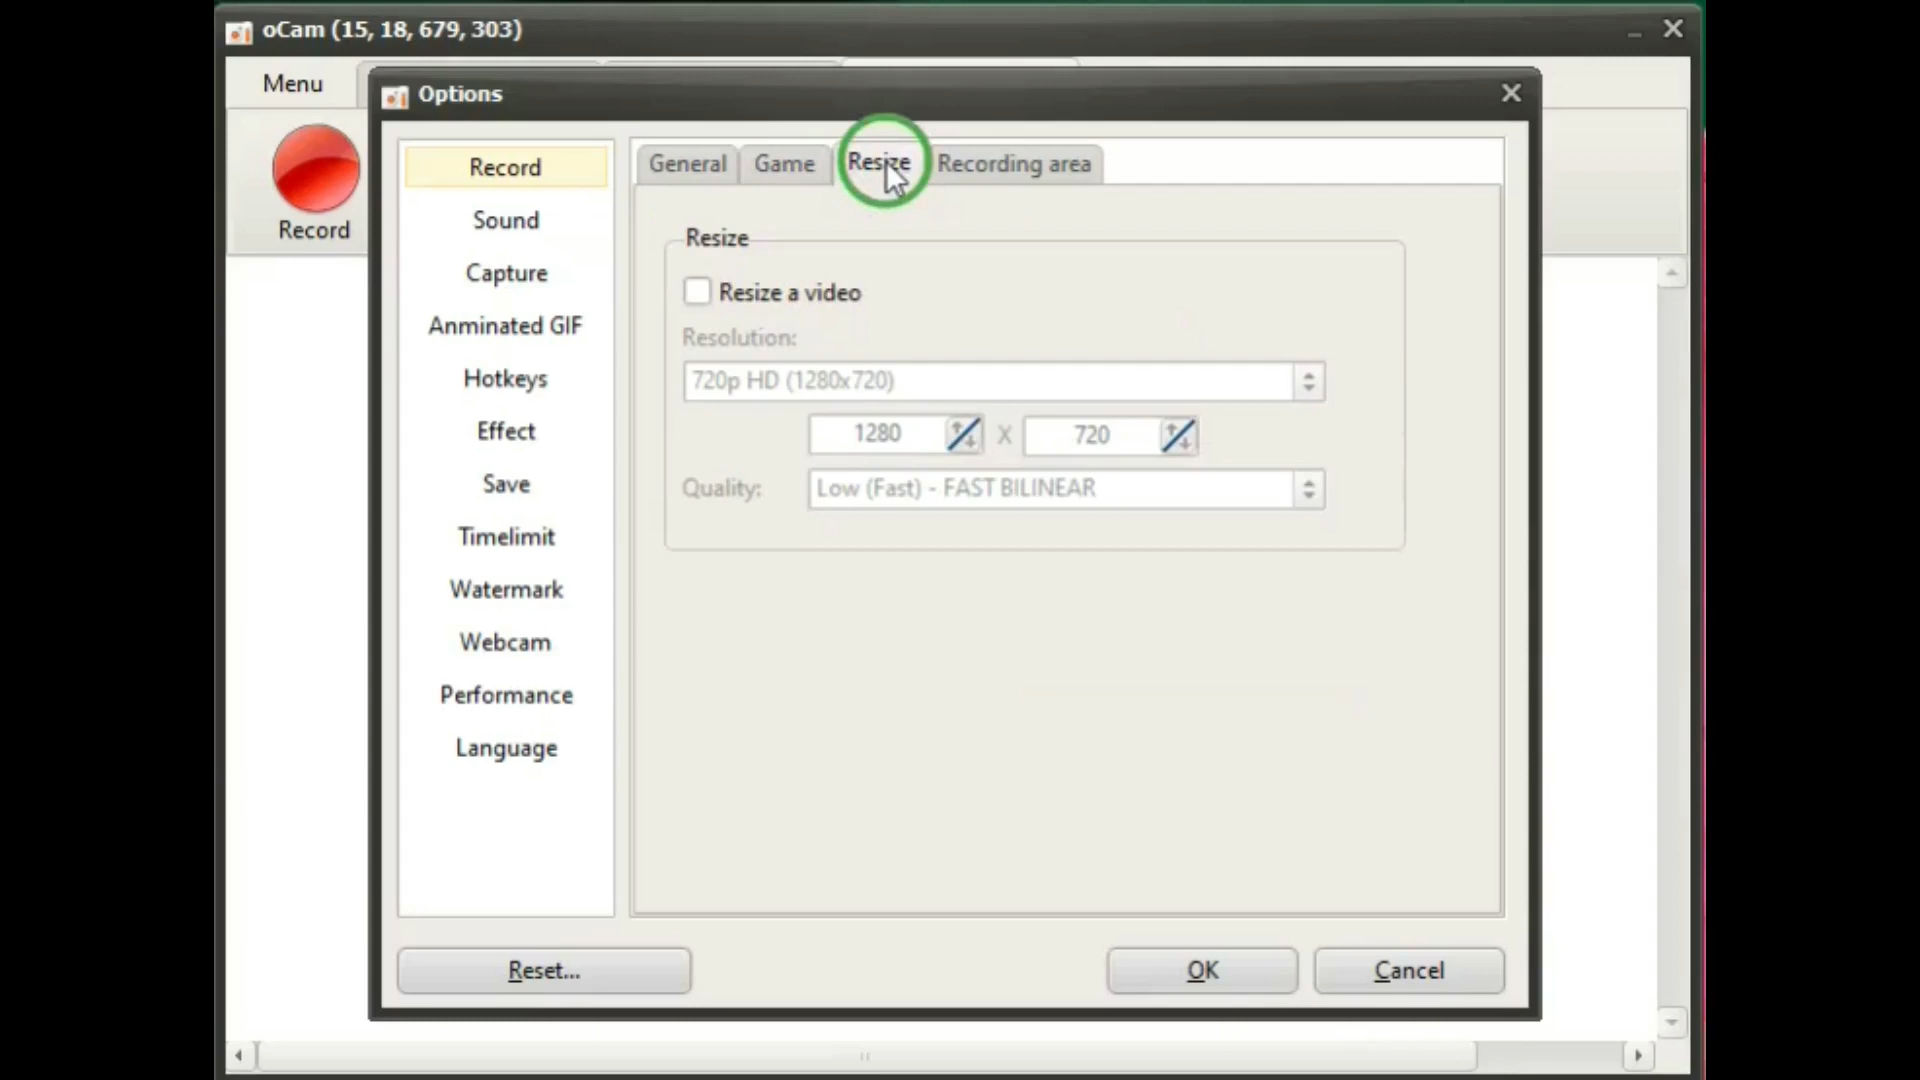 oCam (15, 18, 679, 303)
Menu
Options
Record
Record
Sound
Capture
Anminated GIF
Hotkeys
Effect
Save
Timelimit
Watermark
Webcam
Performance
Language
General
Game
Resize
Recording area
Resize
Resize a video
Resolution:
720p HD (1280x720)
1280 X 720
Quality: Low (Fast) - FAST BILINEAR
Reset...
OK
Cancel